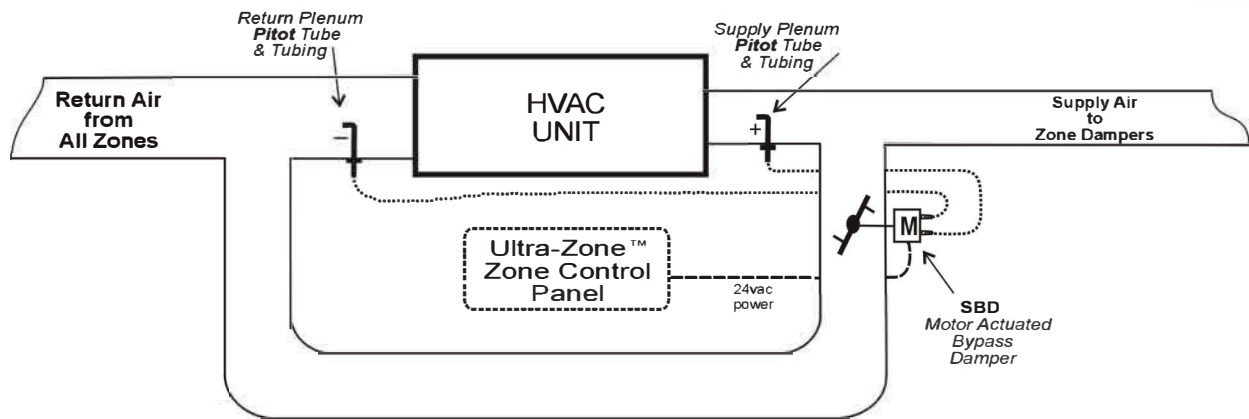 Return Plenum
Pitot Tube
& Tubing
Supply Plenum
Pitot Tube
& Tubing
Return Air
from
All Zones
HVAC
UNIT
Supply Air
to
Zone Dampers
–
+
M
Ultra-Zone™
Zone Control
Panel
24vac
power
SBD
Motor Actuated
Bypass
Damper